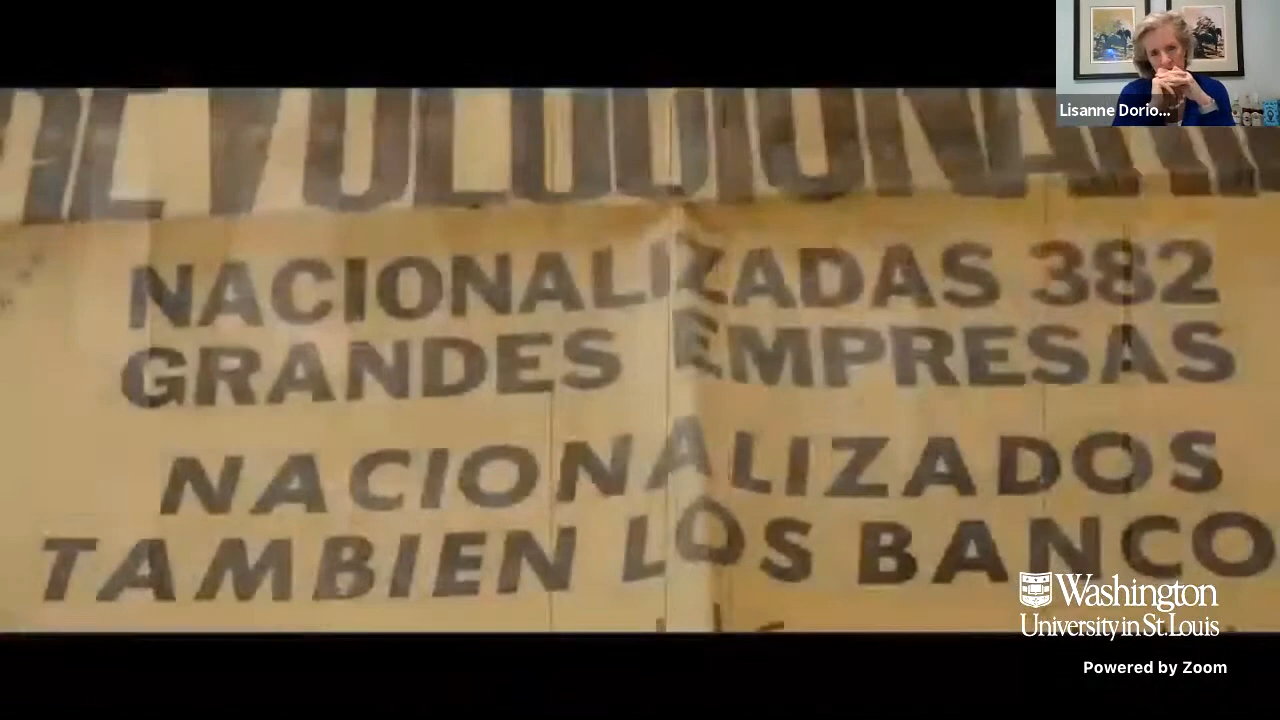 NACIONALIZADAS 382
GRANDES EMPRESAS
NACIONALIZADOS
TAMBIEN LOS BANCO
Lisanne Dorio...
Washington
University in St. Louis
Powered by Zoom